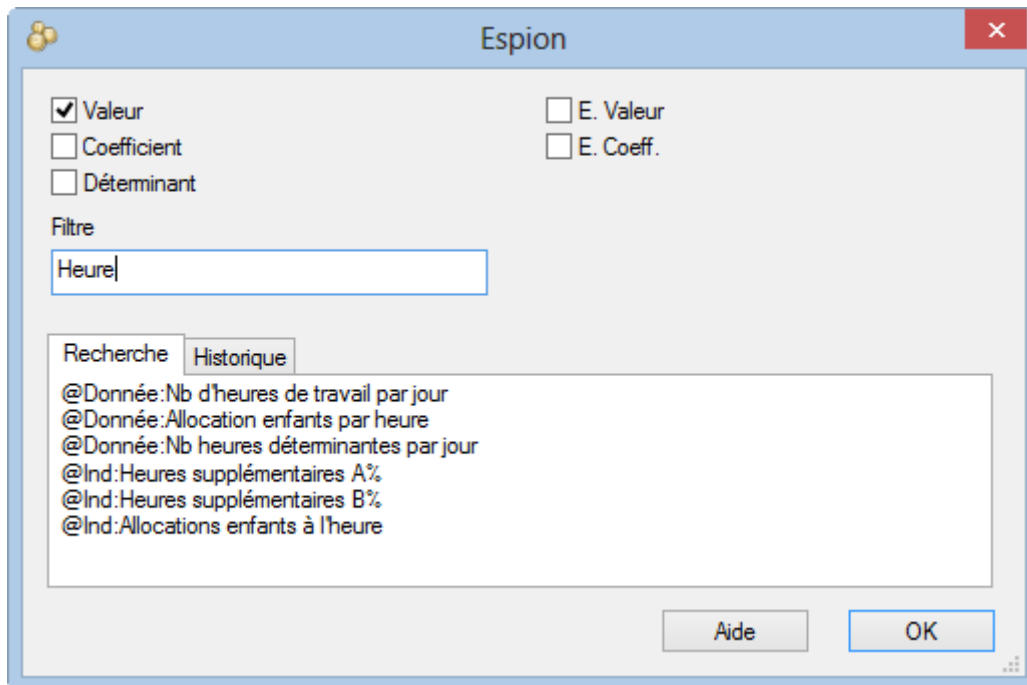 Espion
Valeur
E. Valeur
Coefficient
E. Coeff.
Déterminant
Filtre
Heure
Recherche
Historique
@Donnée:Nb d'heures de travail par jour
@Donnée:Allocation enfants par heure
@Donnée:Nb heures déterminantes par jour
@Ind:Heures supplémentaires A%
@Ind:Heures supplémentaires B%
@Ind:Allocations enfants à l'heure
Aide
OK